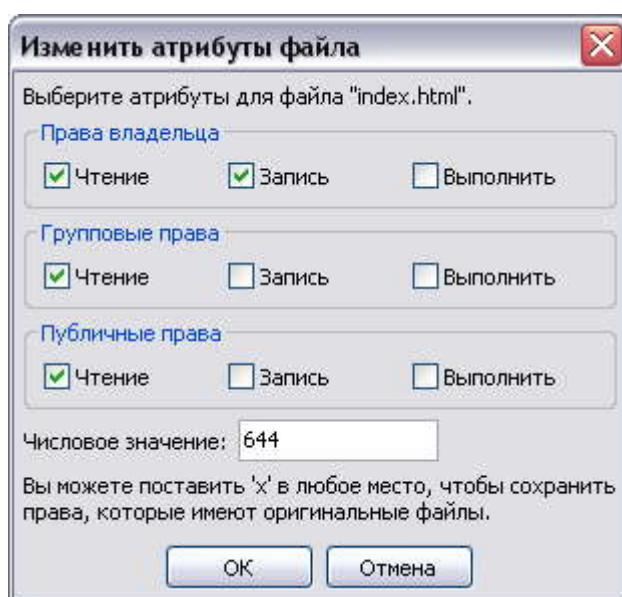 Изменить атрибуты файла
Выберите атрибуты для файла "index.html".
Права владельца
Чтение Запись Выполнить
Групповые права
Чтение Запись Выполнить
Публичные права
Чтение Запись Выполнить
Числовое значение: 644
Вы можете поставить 'x' в любое место, чтобы сохранить
права, которые имеют оригинальные файлы.
OK Отмена